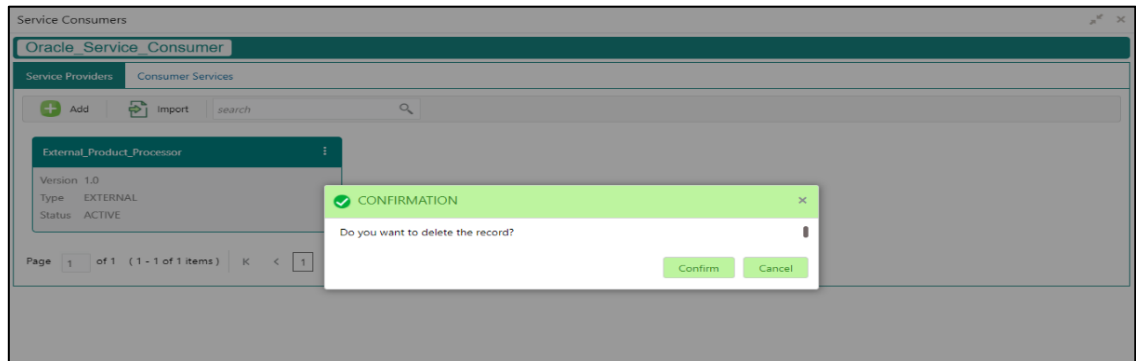 Service Consumers
Oracle_Service_Consumer
Service Providers Consumer Services
Add Import search
External_Product_Processor
Version 1.0
Type EXTERNAL
Status ACTIVE
CONFIRMATION
Do you want to delete the record?
Confirm Cancel
Page 1 of 1 ( 1 - 1 of 1 items ) 1